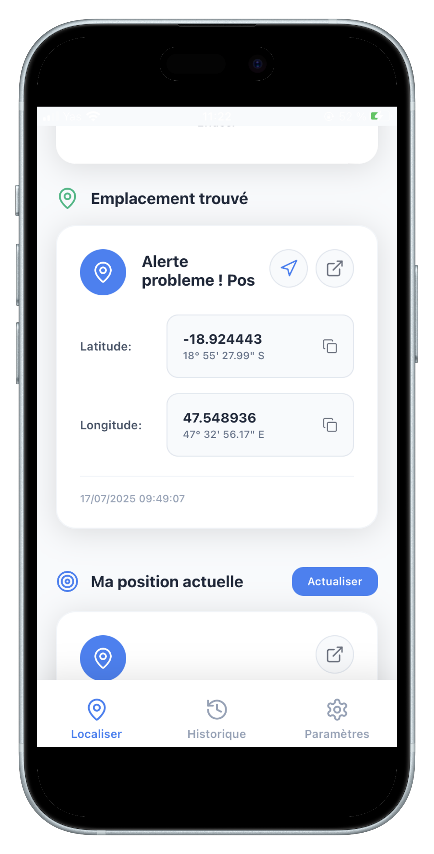 Emplacement trouvé
Alerte
probleme ! Pos
Latitude:
-18.924443
18° 55' 27.99" S
Longitude:
47.548936
47° 32' 56.17" E
17/07/2025 09:49:07
Ma position actuelle
Actualiser
Localiser
Historique
Paramètres